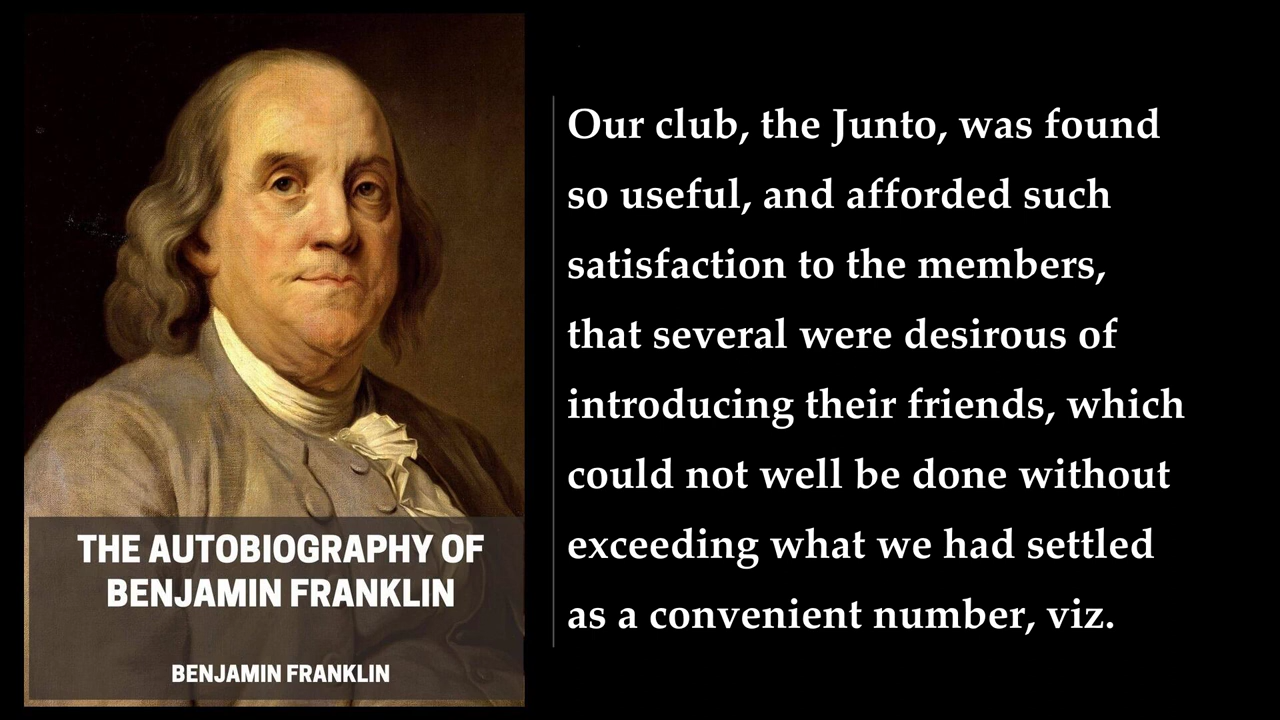 THE AUTOBIOGRAPHY OF
BENJAMIN FRANKLIN
BENJAMIN FRANKLIN
Our club, the Junto, was found
so useful, and afforded such
satisfaction to the members,
that several were desirous of
introducing their friends, which
could not well be done without
exceeding what we had settled
as a convenient number, viz.